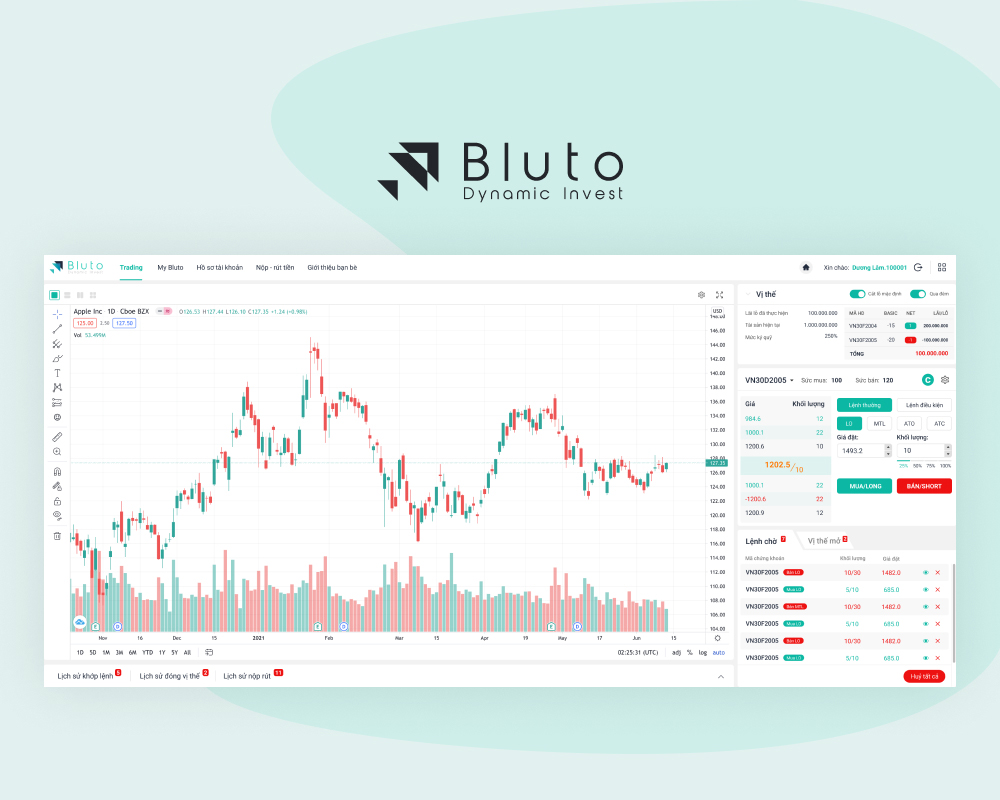 Bluto
Dynamic Invest
Bluto
Trading My Bluto Hồ sơ tài khoản Nộp - rút tiền Giới thiệu bạn bè
Xin chào: Dương Lâm.100001
Apple Inc 1D Cboe BZX O126.53 H127.44 L126.10 C127.35 +1.24 (+0.98%)
125.00 2.50 127.50
Vol 53.499M
T
USD
146.00
144.00
142.00
140.00
138.00
136.00
134.00
132.00
130.00
128.00
127.35
126.00
124.00
122.00
120.00
118.00
116.00
114.00
112.00
110.00
108.00
106.00
104.00
E D E D E D
Nov 16 Dec 15 2021 Feb Mar 15 Apr 19 May 17 Jun 15
1D 5D 1M 3M 6M YTD 1Y 5Y All
02:25:31 (UTC) adj % log auto
Lịch sử khớp lệnh 5 Lịch sử đóng vị thế 2 Lịch sử nộp rút 11
Vị thế Cắt lỗ mặc định Qua đêm
Lãi lỗ đã thực hiện 100.000.000
Tài sản hiện tại 1.000.000.000
Mức ký quỹ 250%
MÃ HĐ BASIC NET LÃI/LỖ
VN30F2004 -15 200.000.000
VN30F2005 -20 -100.000.000
TỔNG 100.000.000
VN30D2005 Sức mua: 100 Sức bán: 120 C
Giá Khối lượng
984.6 12
1000.1 22
1200.6 10
1202.5/10
1000.1 22
-1200.6 22
1200.9 12
Lệnh thường Lệnh điều kiện
LO MTL ATO ATC
Giá đặt: Khối lượng:
1493.2 10
25% 50% 75% 100%
MUA/LONG BÁN/SHORT
Lệnh chờ 7 Vị thế mở 2
Mã chứng khoán Khối lượng Giá đặt
VN30F2005 Bán LO 10/30 1482.0
VN30F2005 Mua LO 5/10 685.0
VN30F2005 Bán MTL 10/30 1482.0
VN30F2005 Mua LO 5/10 685.0
VN30F2005 Bán LO 10/30 1482.0
VN30F2005 Mua LO 5/10 685.0
Huỷ tất cả